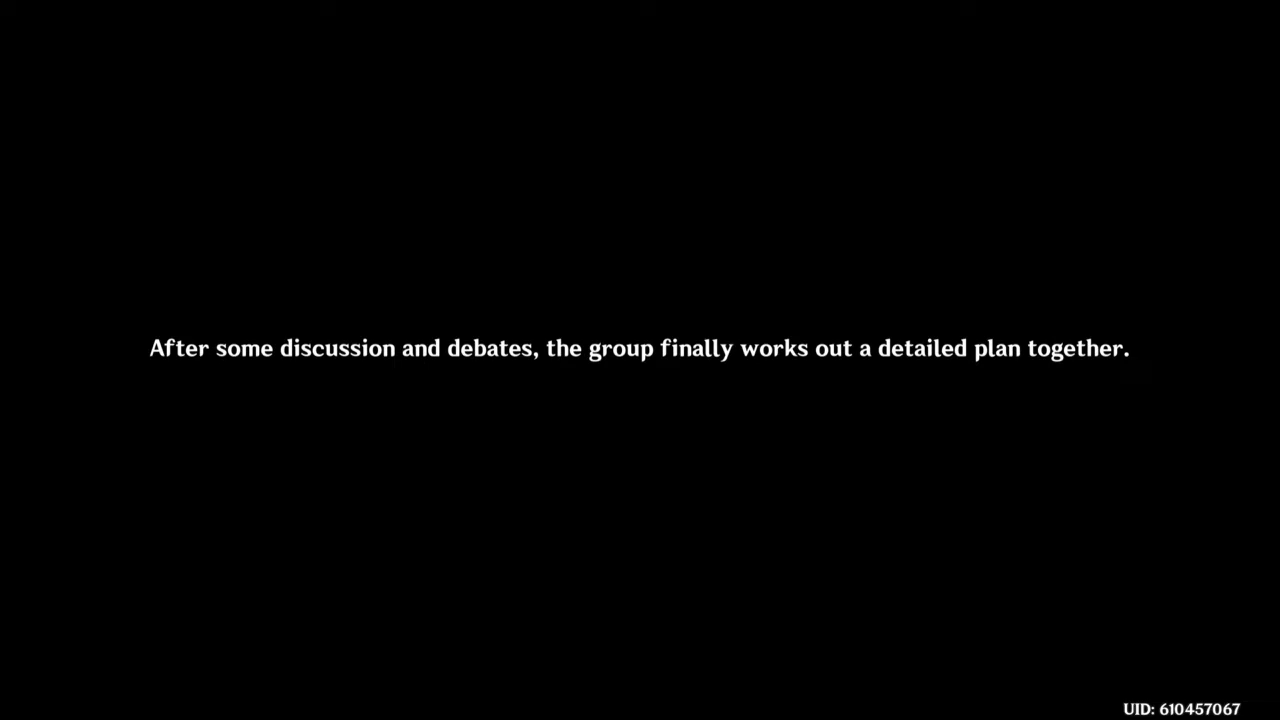 After some discussion and debates, the group finally works out a detailed plan together.
UID: 610457067